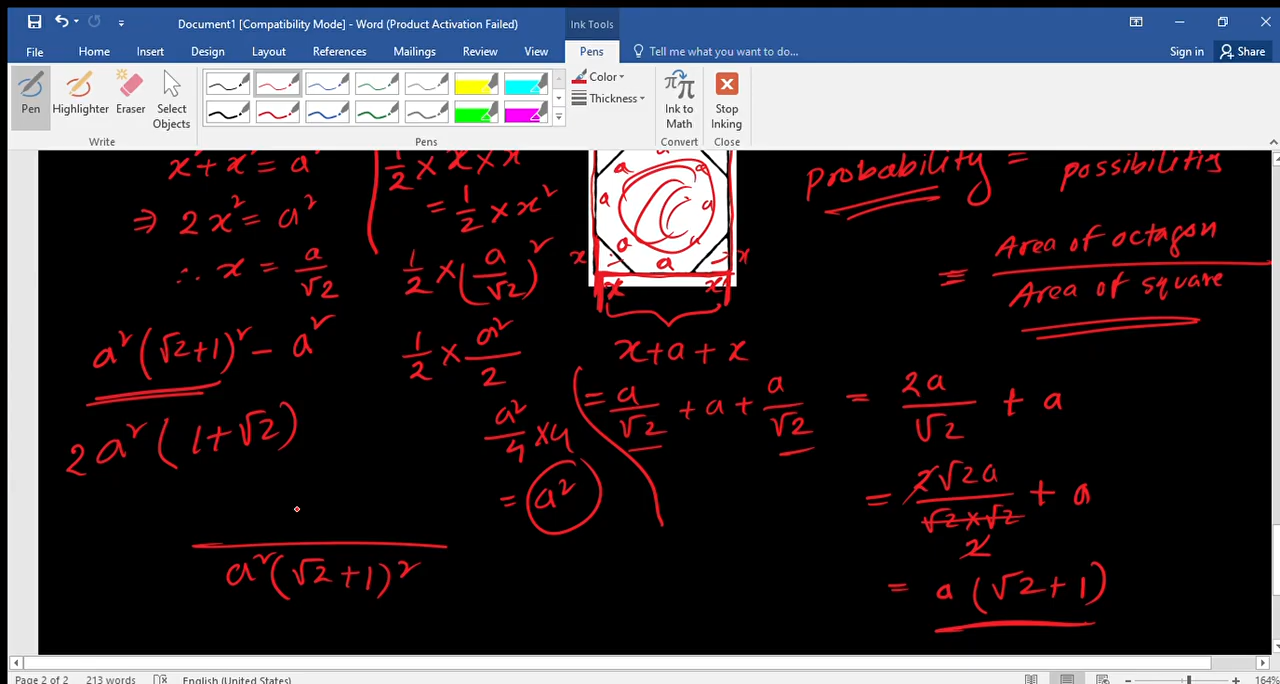 Document1 [Compatibility Mode] - Word (Product Activation Failed)
Ink Tools
File Home Insert Design Layout References Mailings Review View Pens Tell me what you want to do... Sign in Share
Pen Highlighter Eraser Select Objects
Color
Thickness
Ink to Math
Stop Inking
Write Pens Convert Close
x + x² = a²
⇒ 2x² = a²
∴ x = a/√2
a²(√2+1)² - a²
2a²(1+√2)
a²(√2+1)²
1/2 × x × x
= 1/2 × x²
1/2 × (a/√2)²
1/2 × a²/2
a²/4 × 4
= a²
a a
a a
a a
a
x x
x x
x + a + x
= a/√2 + a + a/√2 = 2a/√2 + a
= 2√2a/√2×√2 + a
2
= a(√2+1)
probability = possibilitis
= Area of octagon
Area of square
Page 2 of 2 213 words English (United States) 164%